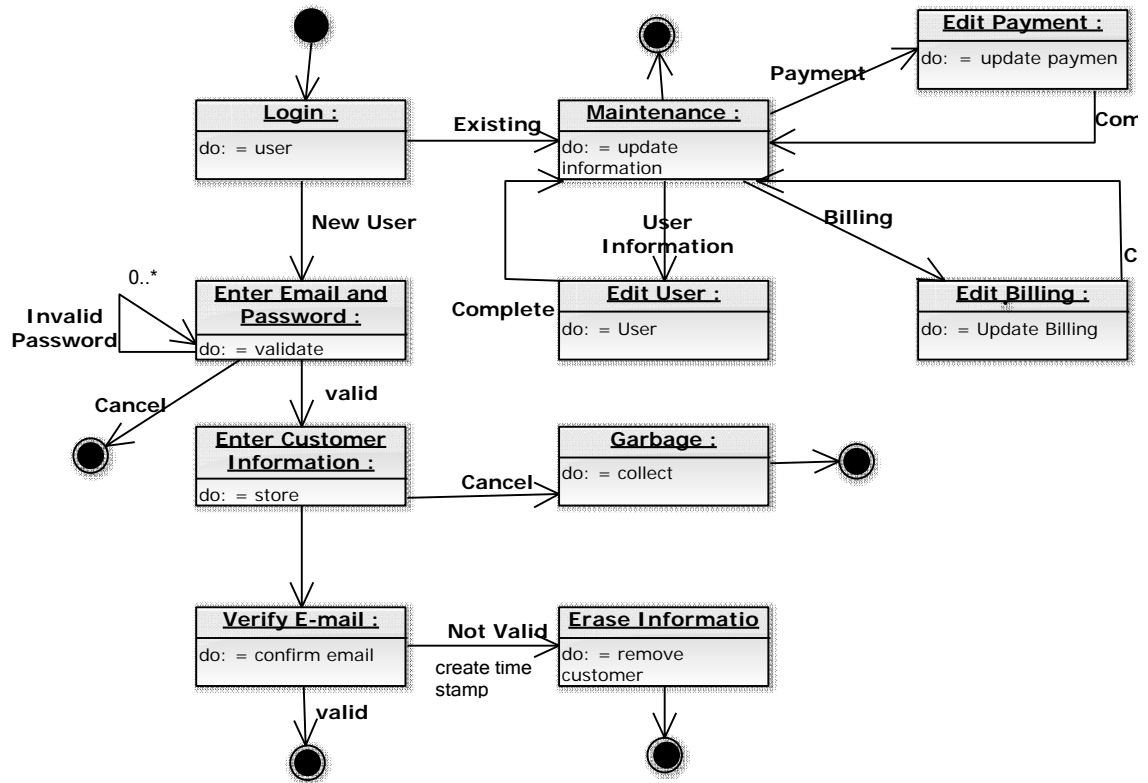 Edit Payment :
do: = update paymen
Payment
Com
Login :
do: = user
Existing
Maintenance :
do: = update
information
New User
User
Information
Billing
C
0..*
Invalid
Password
Enter Email and
Password :
do: = validate
Complete
Edit User :
do: = User
Edit Billing :
do: = Update Billing
Cancel
valid
Enter Customer
Information :
do: = store
Cancel
Garbage :
do: = collect
Verify E-mail :
do: = confirm email
Not Valid
create time
stamp
Erase Informatio
do: = remove
customer
valid